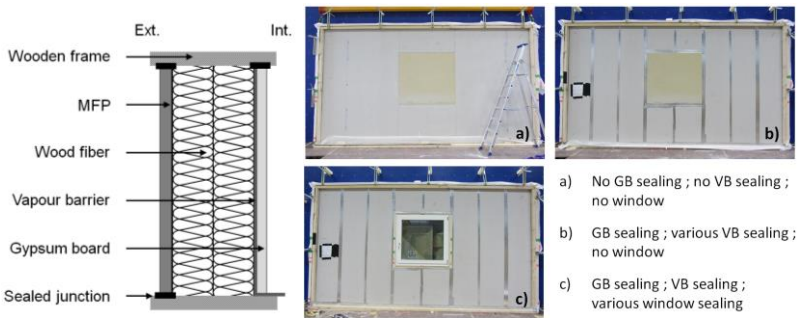 Ext.
Int.
Wooden frame
MFP
Wood fiber
Vapour barrier
Gypsum board
Sealed junction
a)
b)
c)
a) No GB sealing ; no VB sealing ;
no window
b) GB sealing ; various VB sealing ;
no window
c) GB sealing ; VB sealing ;
various window sealing